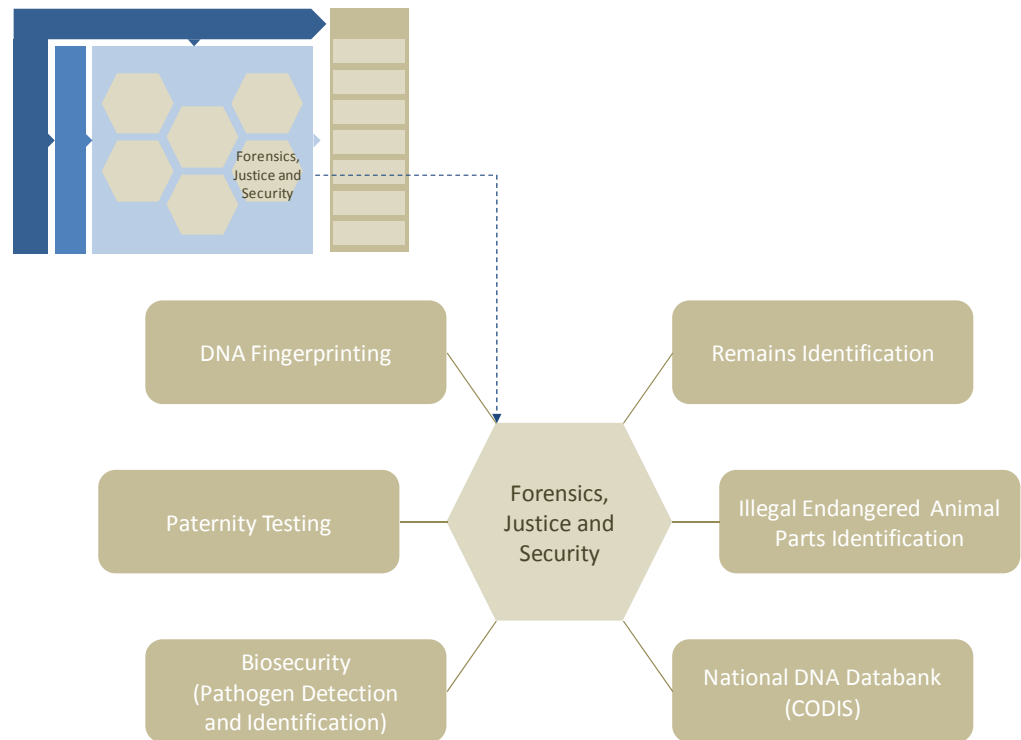 Forensics,
Justice and
Security
DNA Fingerprinting
Remains Identification
Forensics,
Justice and
Security
Paternity Testing
Illegal Endangered  Animal
Parts Identification
Biosecurity
(Pathogen Detection
and Identification)
National DNA Databank
(CODIS)